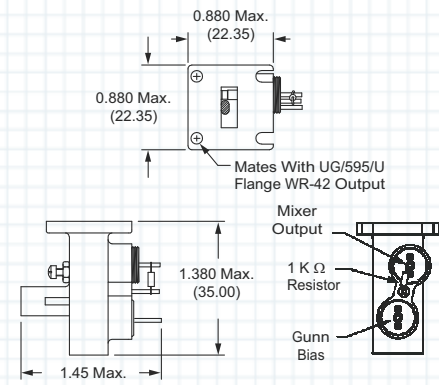 0.880 Max.
(22.35)
0.880 Max.
(22.35)
Mates With UG/595/U
Flange WR-42 Output
Mixer
Output
1.380 Max.
(35.00)
1 K Ω
Resistor
Gunn
Bias
1.45 Max.